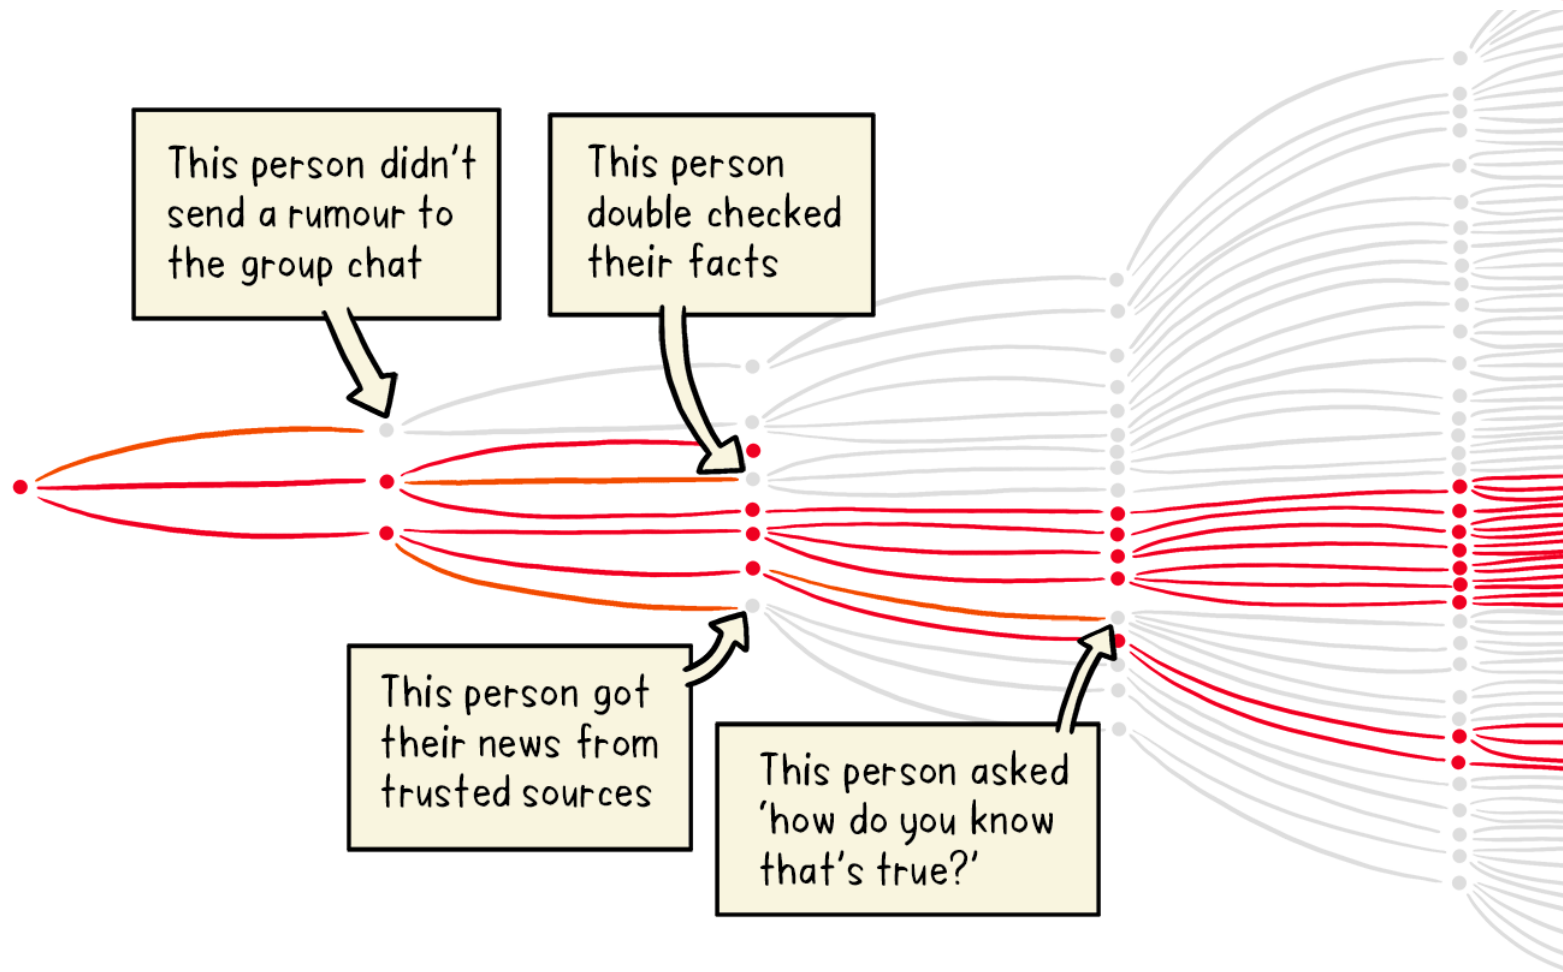 This person didn't
send a rumour to
the group chat
This person
double checked
their facts
This person got
their news from
trusted sources
This person asked
'how do you know
that's true?'